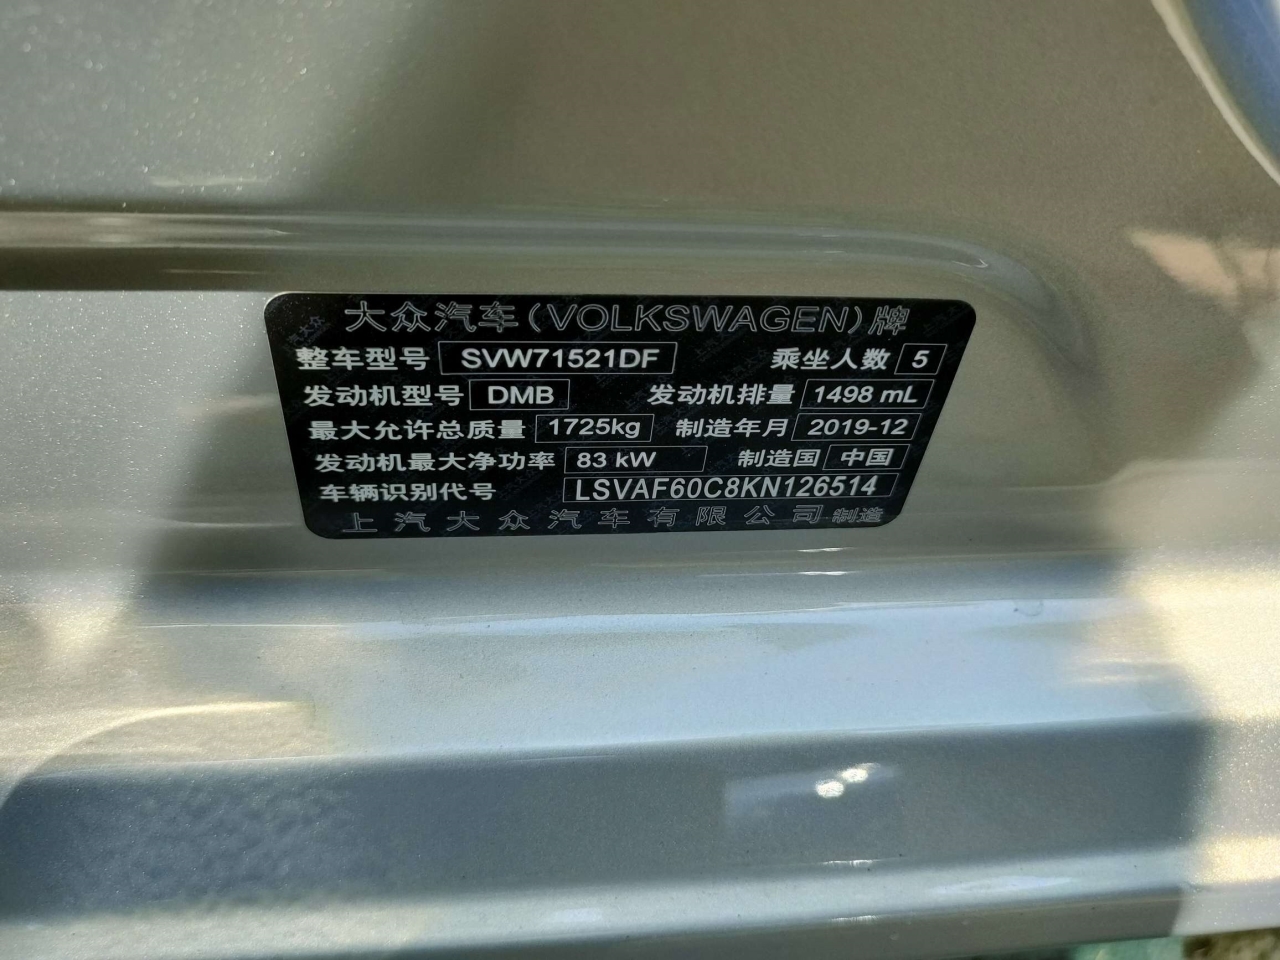 大众汽车(VOLKSWAGEN)牌
整车型号 SVW71521DF 乘坐人数 5
发动机型号 DMB 发动机排量 1498 mL
最大允许总质量 1725kg 制造年月 2019-12
发动机最大净功率 83 kW 制造国 中国
车辆识别代号 LSVAF60C8KN126514
上汽大众汽车有限公司 制造